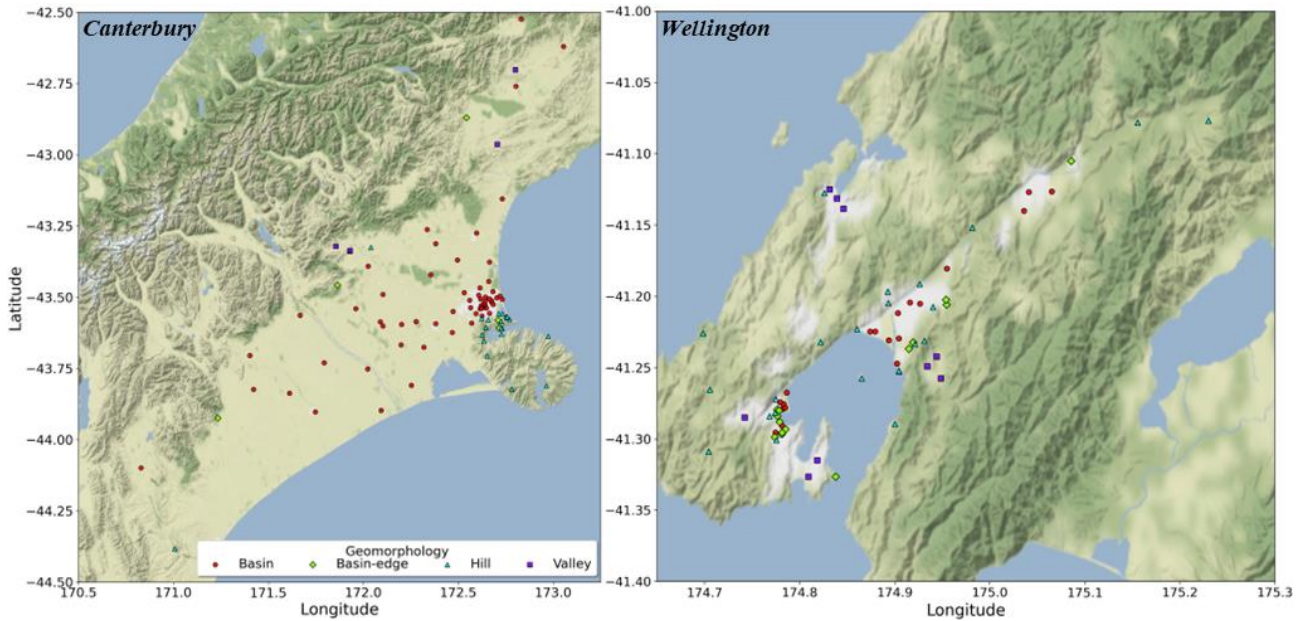 Canterbury
−42.50
−42.75
−43.00
−43.25
−43.50
−43.75
−44.00
−44.25
−44.50
Latitude
170.5 171.0 171.5 172.0 172.5 173.0
Longitude
Geomorphology
Basin Basin-edge Hill Valley
Wellington
−41.00
−41.05
−41.10
−41.15
−41.20
−41.25
−41.30
−41.35
−41.40
174.7 174.8 174.9 175.0 175.1 175.2 175.3
Longitude